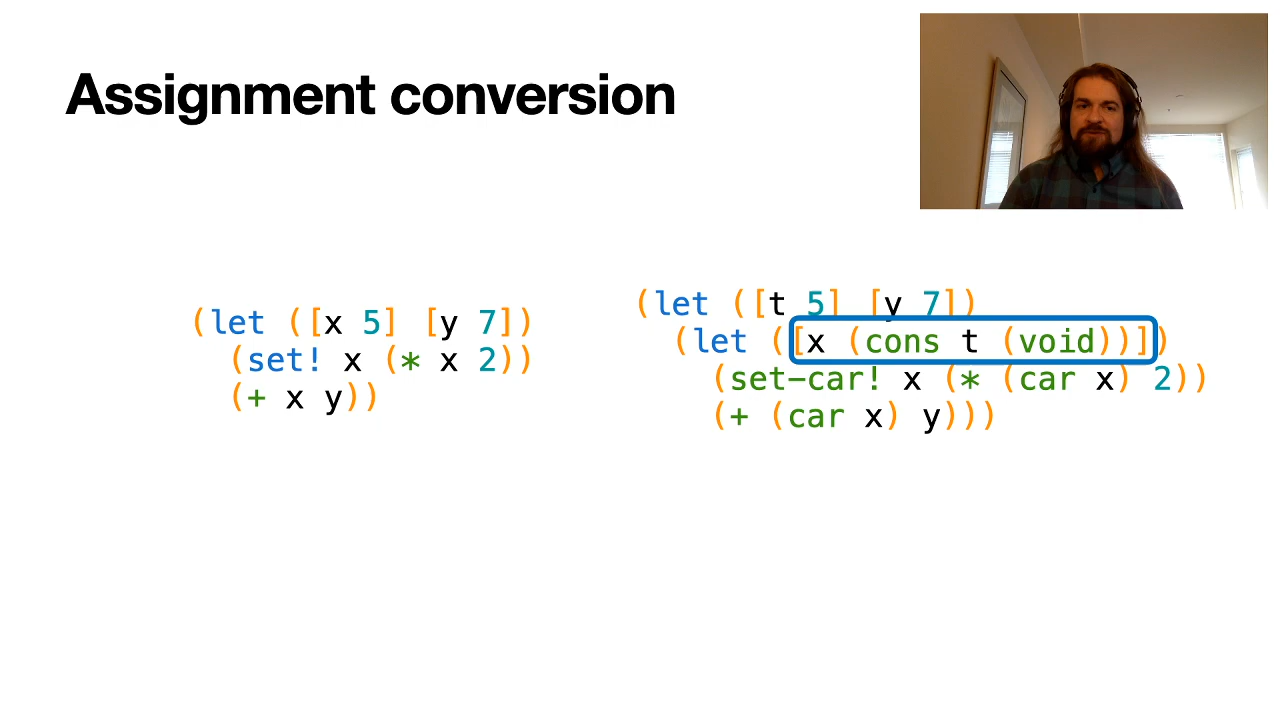 Assignment conversion
(let ([x 5] [y 7])
  (set! x (* x 2))
  (+ x y))
(let ([t 5] [y 7])
  (let ([x (cons t (void))])
    (set-car! x (* (car x) 2))
    (+ (car x) y)))